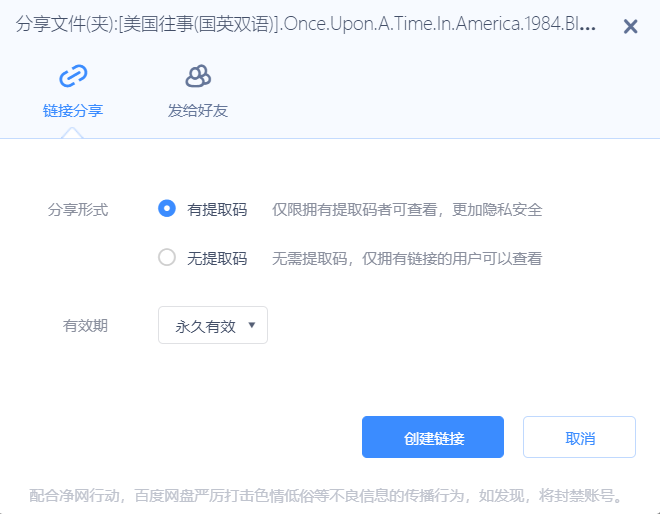 分享文件(夹):[美国往事(国英双语)].Once.Upon.A.Time.In.America.1984.Bl...
链接分享 发给好友
分享形式 有提取码 仅限拥有提取码者可查看，更加隐私安全
无提取码 无需提取码，仅拥有链接的用户可以查看
有效期 永久有效
创建链接 取消
配合净网行动，百度网盘严厉打击色情低俗等不良信息的传播行为，如发现，将封禁账号。